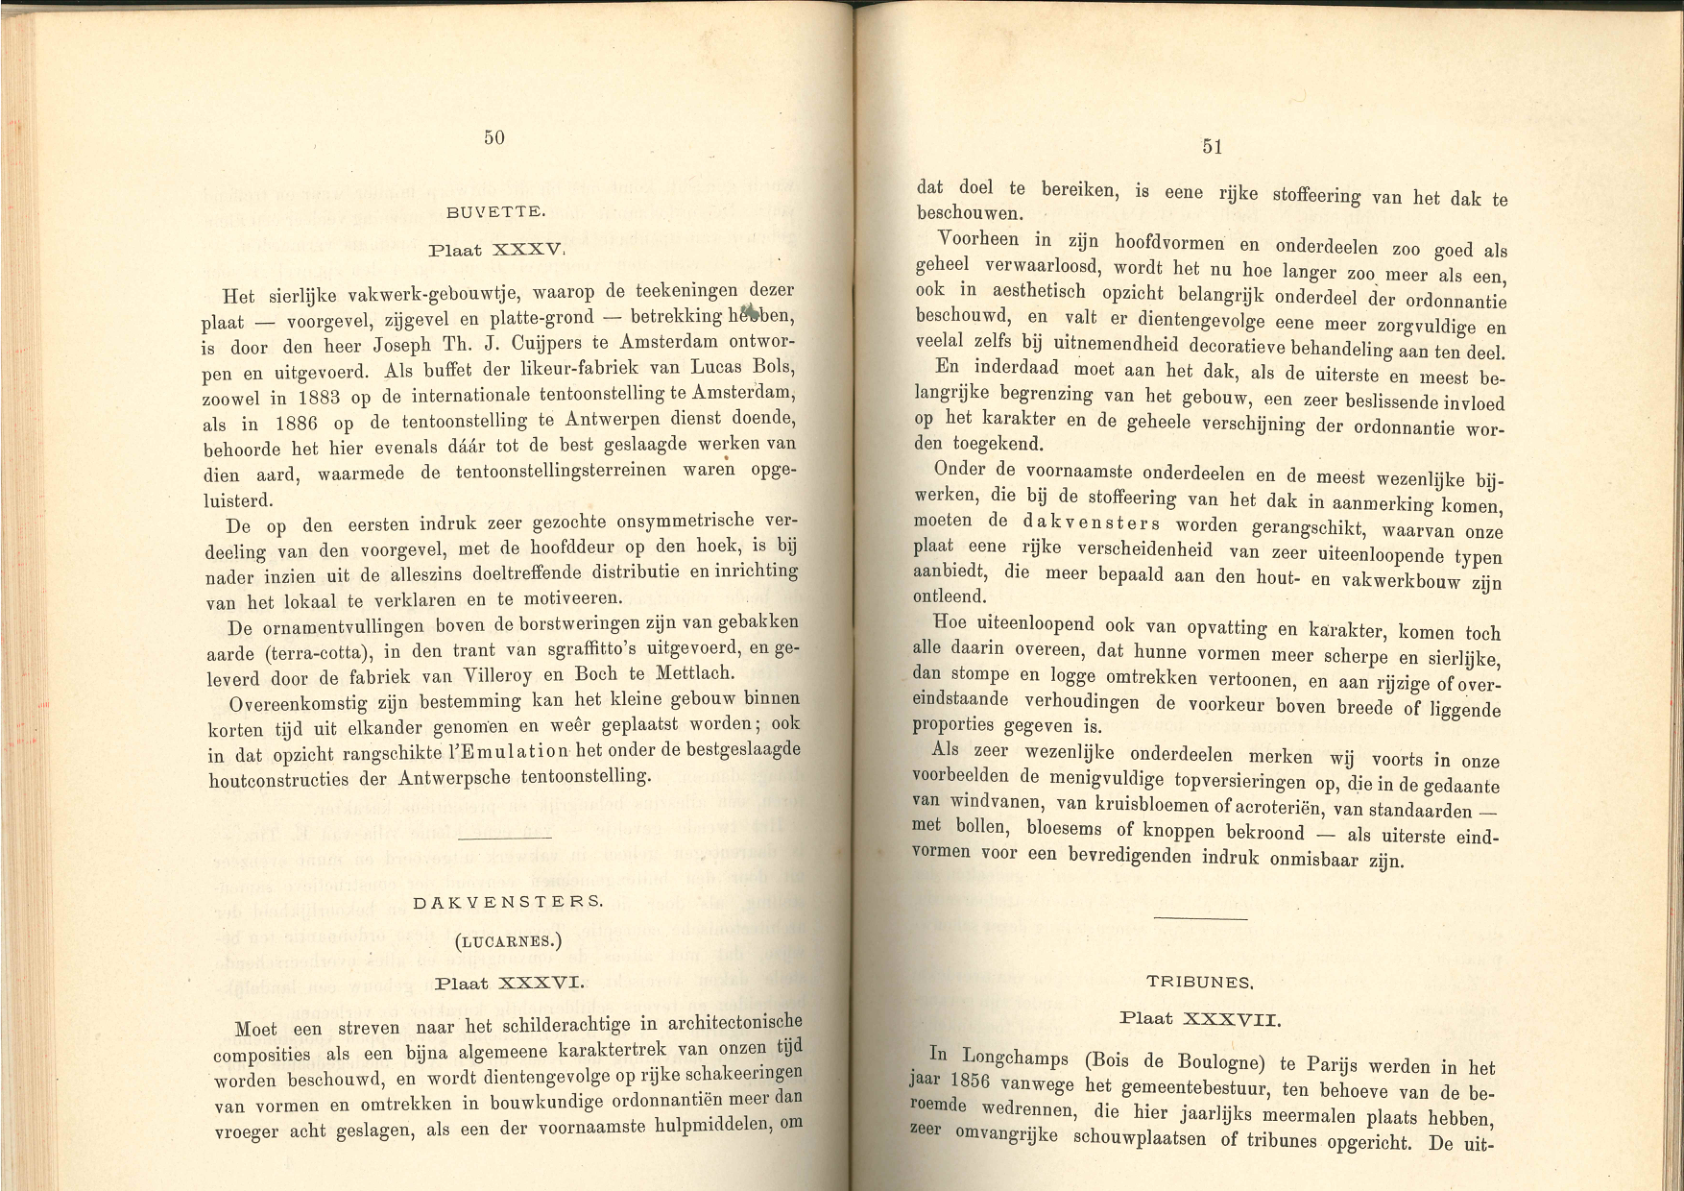 50
BUVETTE.
Plaat XXXV.
Het sierlijke vakwerk-gebouwtje, waarop de teekeningen dezer
plaat — voorgevel, zijgevel en platte-grond — betrekking hebben,
is door den heer Joseph Th. J. Cuijpers te Amsterdam ontwor-
pen en uitgevoerd. Als buffet der likeur-fabriek van Lucas Bols,
zoowel in 1883 op de internationale tentoonstelling te Amsterdam,
als in 1886 op de tentoonstelling te Antwerpen dienst doende,
behoorde het hier evenals dáár tot de best geslaagde werken van
dien aard, waarmede de tentoonstellingsterreinen waren opge-
luisterd.
De op den eersten indruk zeer gezochte onsymmetrische ver-
deeling van den voorgevel, met de hoofddeur op den hoek, is bij
nader inzien uit de alleszins doeltreffende distributie en inrichting
van het lokaal te verklaren en te motiveeren.
De ornamentvullingen boven de borstweringen zijn van gebakken
aarde (terra-cotta), in den trant van sgraffitto's uitgevoerd, en ge-
leverd door de fabriek van Villeroy en Boch te Mettlach.
Overeenkomstig zijn bestemming kan het kleine gebouw binnen
korten tijd uit elkander genomen en weêr geplaatst worden; ook
in dat opzicht rangschikte l'Emulation het onder de bestgeslaagde
houtconstructies der Antwerpsche tentoonstelling.
DAKVENSTERS.
(LUCARNES.)
Plaat XXXVI.
Moet een streven naar het schilderachtige in architectonische
composities als een bijna algemeene karaktertrek van onzen tijd
worden beschouwd, en wordt dientengevolge op rijke schakeeringen
van vormen en omtrekken in bouwkundige ordonnantiën meer dan
vroeger acht geslagen, als een der voornaamste hulpmiddelen, om
51
dat doel te bereiken, is eene rijke stoffeering van het dak te
beschouwen.
Voorheen in zijn hoofdvormen en onderdeelen zoo goed als
geheel verwaarloosd, wordt het nu hoe langer zoo meer als een,
ook in aesthetisch opzicht belangrijk onderdeel der ordonnantie
beschouwd, en valt er dientengevolge eene meer zorgvuldige en
veelal zelfs bij uitnemendheid decoratieve behandeling aan ten deel.
En inderdaad moet aan het dak, als de uiterste en meest be-
langrijke begrenzing van het gebouw, een zeer beslissende invloed
op het karakter en de geheele verschijning der ordonnantie wor-
den toegekend.
Onder de voornaamste onderdeelen en de meest wezenlijke bij-
werken, die bij de stoffeering van het dak in aanmerking komen,
moeten de dakvensters worden gerangschikt, waarvan onze
plaat eene rijke verscheidenheid van zeer uiteenloopende typen
aanbiedt, die meer bepaald aan den hout- en vakwerkbouw zijn
ontleend.
Hoe uiteenloopend ook van opvatting en karakter, komen toch
alle daarin overeen, dat hunne vormen meer scherpe en sierlijke,
dan stompe en logge omtrekken vertoonen, en aan rijzige of over-
eindstaande verhoudingen de voorkeur boven breede of liggende
proporties gegeven is.
Als zeer wezenlijke onderdeelen merken wij voorts in onze
voorbeelden de menigvuldige topversieringen op, die in de gedaante
van windvanen, van kruisbloemen of acroteriën, van standaarden —
met bollen, bloesems of knoppen bekroond — als uiterste eind-
vormen voor een bevredigenden indruk onmisbaar zijn.
TRIBUNES.
Plaat XXXVII.
In Longchamps (Bois de Boulogne) te Parijs werden in het
jaar 1856 vanwege het gemeentebestuur, ten behoeve van de be-
roemde wedrennen, die hier jaarlijks meermalen plaats hebben,
zeer omvangrijke schouwplaatsen of tribunes opgericht. De uit-